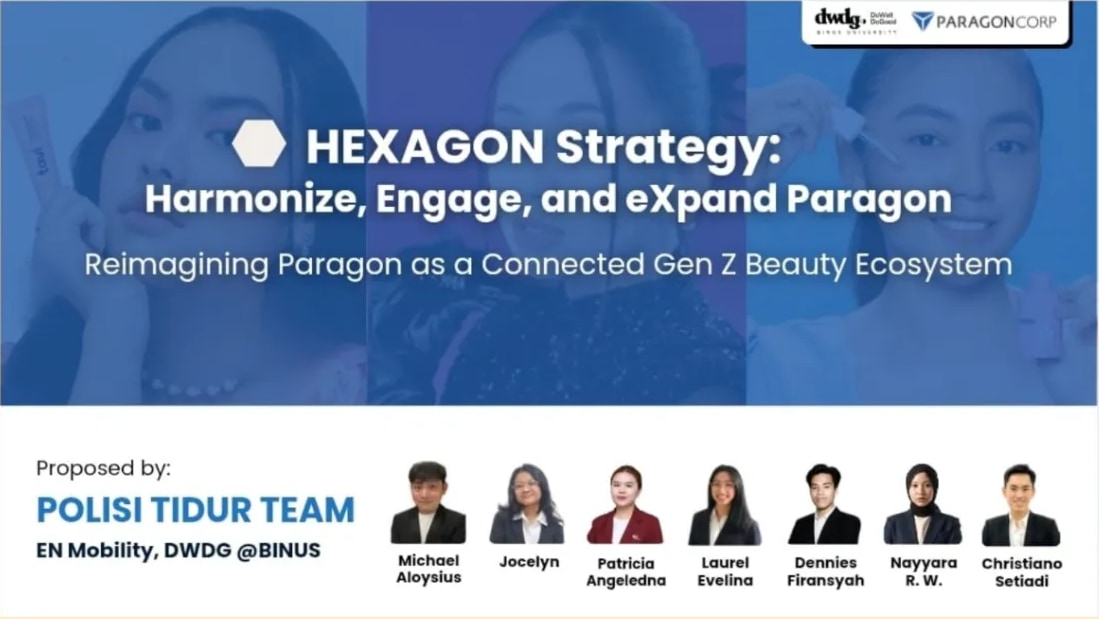 dwdg. DoWell
DoGood
BINUS UNIVERSITY
PARAGONCORP
HEXAGON Strategy:
Harmonize, Engage, and eXpand Paragon
Reimagining Paragon as a Connected Gen Z Beauty Ecosystem
Proposed by:
POLISI TIDUR TEAM
EN Mobility, DWDG @BINUS
Michael
Aloysius
Jocelyn
Patricia
Angeledna
Laurel
Evelina
Dennies
Firansyah
Nayyara
R. W.
Christiano
Setiadi